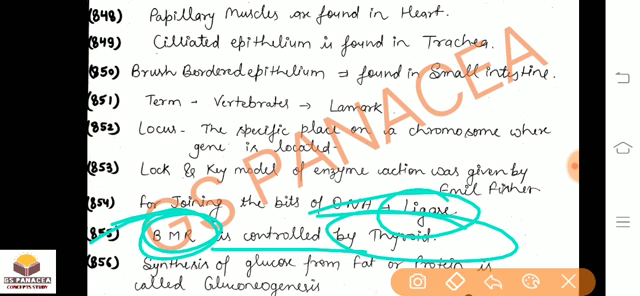 (848) Papillary Muscles are found in Heart.
(849) Cilliated epithelium is found in Trachea.
(850) Brush Bordered epithelium ⇒ found in Small intestine.
(851) Term - Vertebrates → Lamark
(852) Locus - The specific place on a chromosome where
gene is located-
(853) Lock & Key model of enzyme action was given by
Emil Fisher
(854) For Joining the bits of DNA → Ligase
(855) BMR is controlled by Thyroid.
(856) Synthesis of glucose from Fat or Protein is
called Gluconeogenesis
GS PANACEA
GS PANACEA
CONCEPTS STUDY